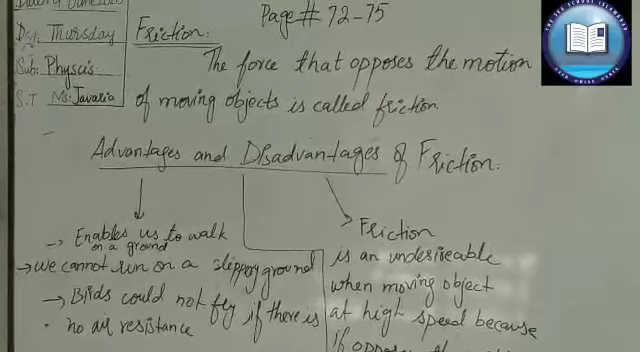 Day. Thursday
Sub: Physcis
S.T Ms. Javaria
Page # 72-75
Friction:
The force that opposes the motion
of moving objects is called friction.
Advantages and Disadvantages of Friction:
→ Enables us to walk
on a ground
→ we cannot run on a slippery ground
→ Birds could not fly if there is
• no air resistance
Friction
is an undesireable
when moving object
at high speed because
if